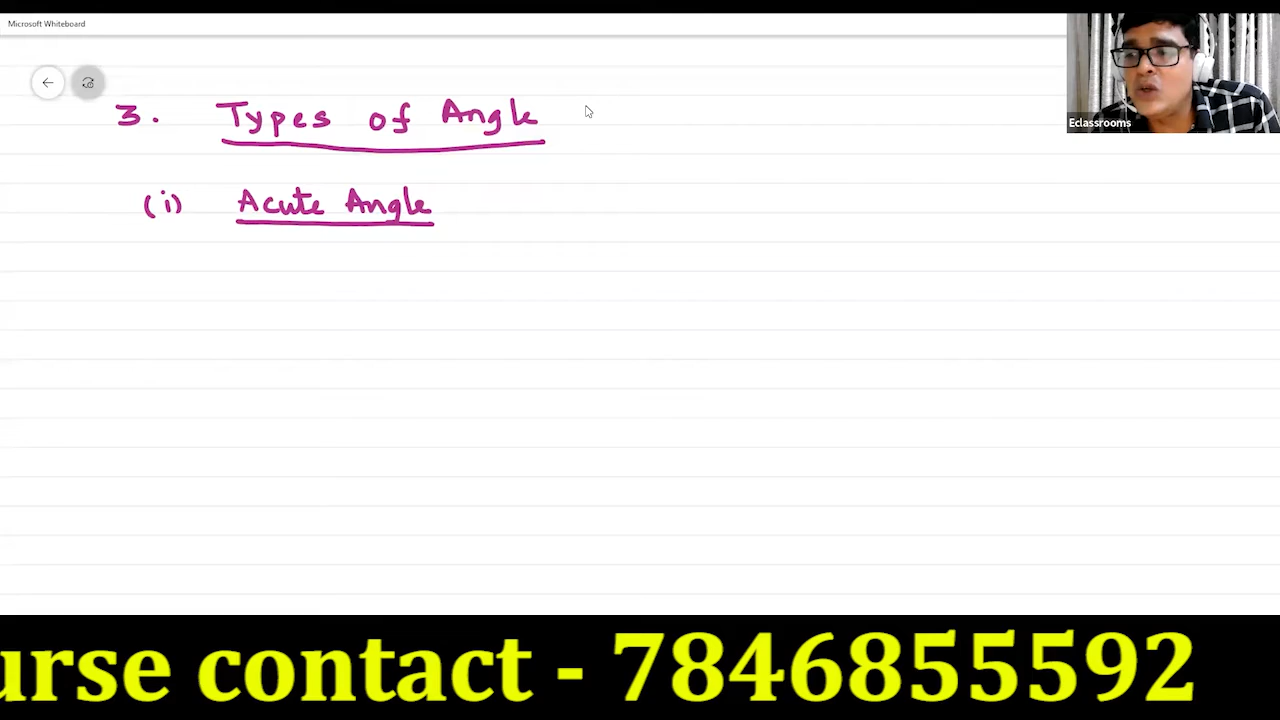 Microsoft Whiteboard
3. Types of Angle
(i) Acute Angle
Eclassrooms
urse contact - 7846855592